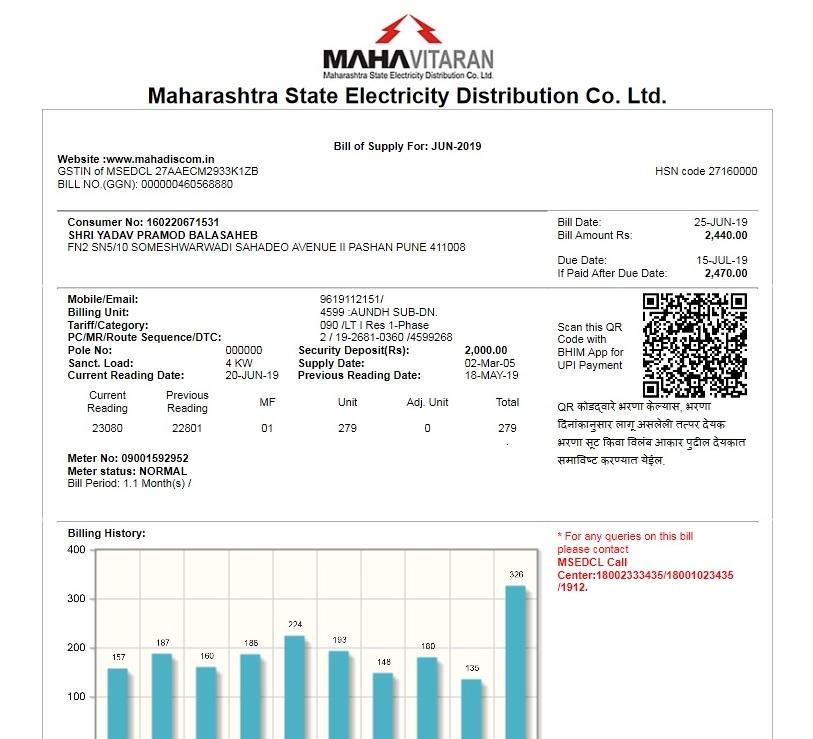 MAHAVITARAN
Maharashtra State Electricity Distribution Co. Ltd.
Maharashtra State Electricity Distribution Co. Ltd.
Bill of Supply For: JUN-2019
Website :www.mahadiscom.in
GSTIN of MSEDCL 27AAECM2933K1ZB HSN code 27160000
BILL NO.(GGN): 000000460568880
Consumer No: 160220671531 Bill Date: 25-JUN-19
SHRI YADAV PRAMOD BALASAHEB Bill Amount Rs: 2,440.00
FN2 SN5/10 SOMESHWARWADI SAHADEO AVENUE II PASHAN PUNE 411008
Due Date: 15-JUL-19
If Paid After Due Date: 2,470.00
Mobile/Email: 9619112151/
Billing Unit: 4599 :AUNDH SUB-DN.
Tariff/Category: 090 /LT I Res 1-Phase
PC/MR/Route Sequence/DTC: 2 / 19-2681-0360 /4599268
Pole No: 000000 Security Deposit(Rs): 2,000.00
Sanct. Load: 4 KW Supply Date: 02-Mar-05
Current Reading Date: 20-JUN-19 Previous Reading Date: 18-MAY-19
Scan this QR
Code with
BHIM App for
UPI Payment
Current Reading Previous Reading MF Unit Adj. Unit Total
23080 22801 01 279 0 279
QR कोडद्वारे भरणा केल्यास, भरणा
दिनांकानुसार लागू असलेली तत्पर देयक
भरणा सूट किंवा विलंब आकार पुढील देयकात
समाविष्ट करण्यात येईल.
Meter No: 09001592952
Meter status: NORMAL
Bill Period: 1.1 Month(s) /
Billing History:
* For any queries on this bill
please contact
MSEDCL Call
Center:18002333435/18001023435
/1912.
400
300
200
100
157 187 160 186 224 193 148 180 135 326